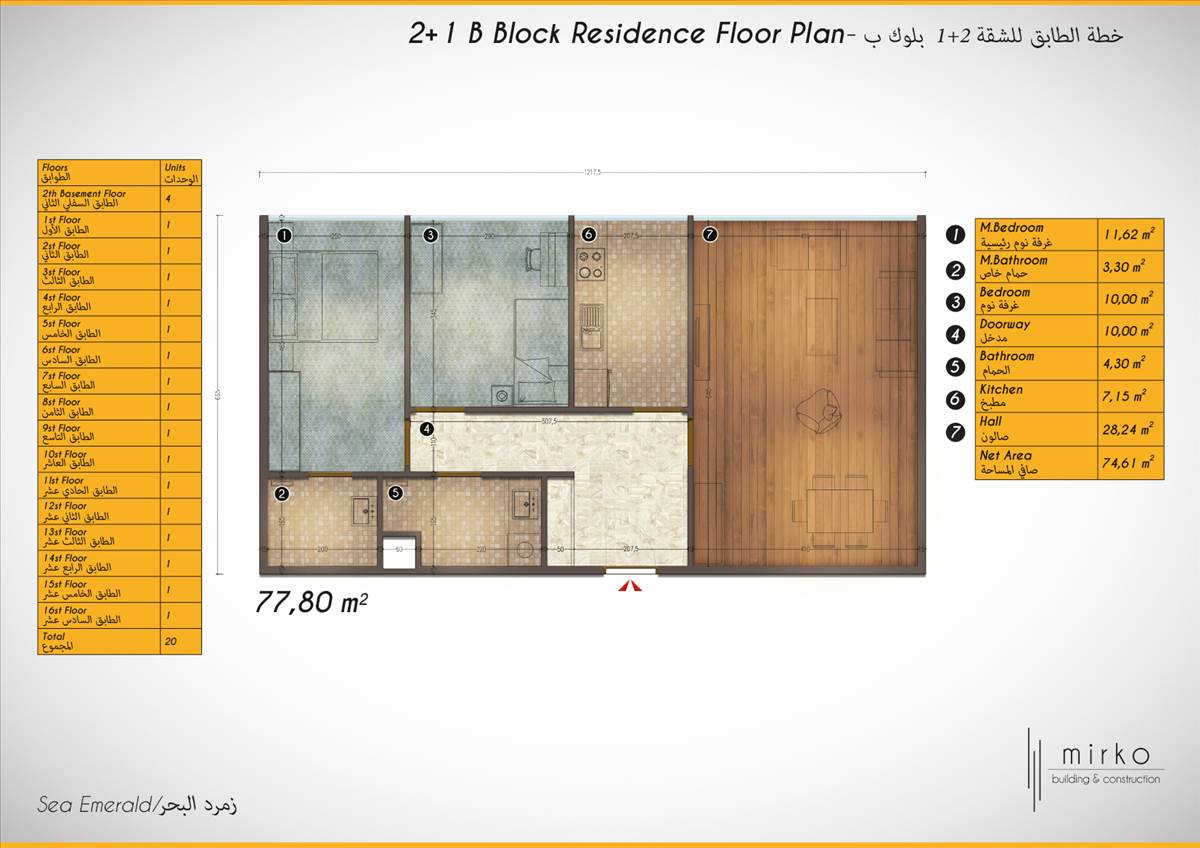 2+1 B Block Residence Floor Plan- خطة الطابق للشقة 2+1 بلوك ب
Floors Units
الطوابق الوحدات
2th Basement Floor 4
الطابق السفلي الثاني
1st Floor 1
الطابق الأول
2st Floor 1
الطابق الثاني
3st Floor 1
الطابق الثالث
4st Floor 1
الطابق الرابع
5st Floor 1
الطابق الخامس
6st Floor 1
الطابق السادس
7st Floor 1
الطابق السابع
8st Floor 1
الطابق الثامن
9st Floor 1
الطابق التاسع
10st Floor 1
الطابق العاشر
11st Floor 1
الطابق الحادي عشر
12st Floor 1
الطابق الثاني عشر
13st Floor 1
الطابق الثالث عشر
14st Floor 1
الطابق الرابع عشر
15st Floor 1
الطابق الخامس عشر
16st Floor 1
الطابق السادس عشر
Total 20
المجموع
1217,5
1
3
6
7
207,5
4
507,5
2
5
200
60
220
50
207,5
410
77,80 m²
1 M.Bedroom 11,62 m²
غرفة نوم رئيسية
2 M.Bathroom 3,30 m²
حمام خاص
3 Bedroom 10,00 m²
غرفة نوم
4 Doorway 10,00 m²
مدخل
5 Bathroom 4,30 m²
الحمام
6 Kitchen 7,15 m²
مطبخ
7 Hall 28,24 m²
صالون
Net Area 74,61 m²
صافي المساحة
Sea Emerald/زمرد البحر
mirko
building & construction